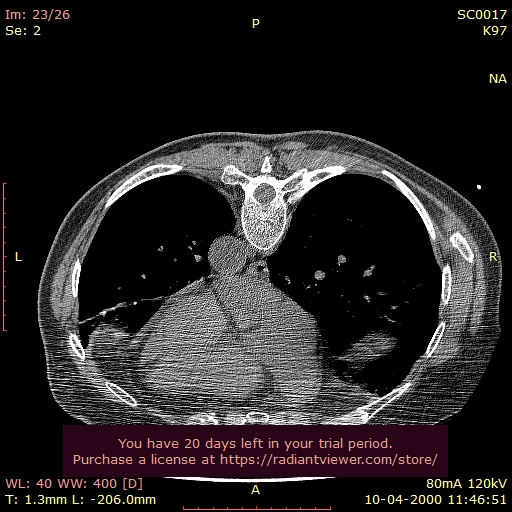 Im: 23/26
Se: 2
P
SC0017
K97
NA
L
R
You have 20 days left in your trial period.
Purchase a license at https://radiantviewer.com/store/
WL: 40 WW: 400 [D]
T: 1.3mm L: -206.0mm
A
80mA 120kV
10-04-2000 11:46:51